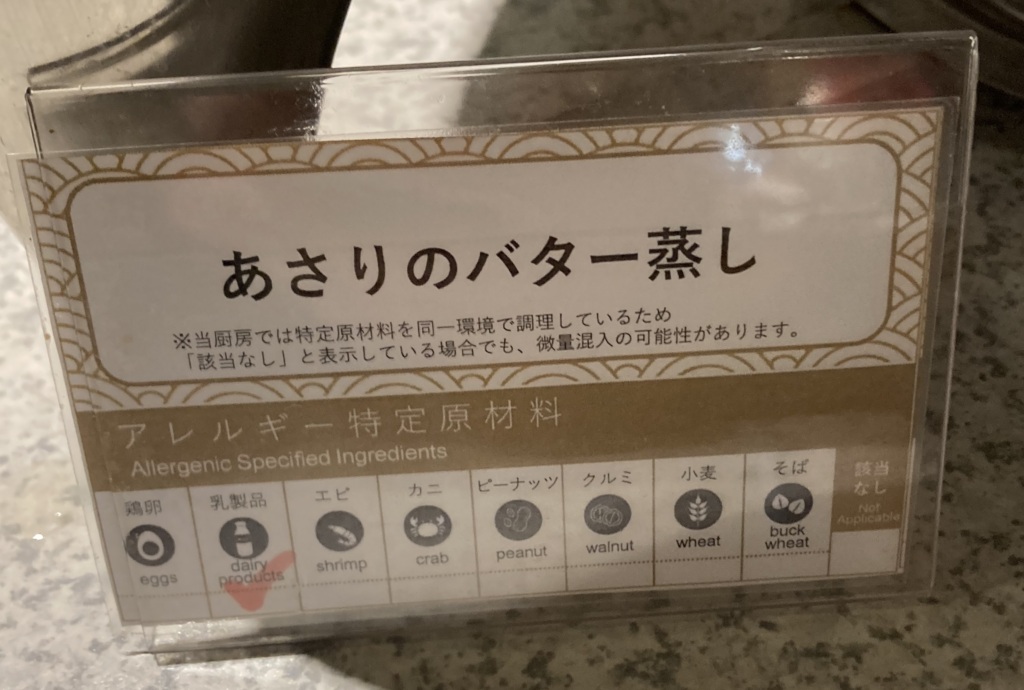 あさりのバター蒸し
※当厨房では特定原材料を同一環境で調理しているため
「該当なし」と表示している場合でも、微量混入の可能性があります。
アレルギー特定原材料
Allergenic Specified Ingredients
鶏卵
eggs
乳製品
dairy
products
エビ
shrimp
カニ
crab
ピーナッツ
peanut
クルミ
walnut
小麦
wheat
そば
buck
wheat
該当
なし
Not
Applicable